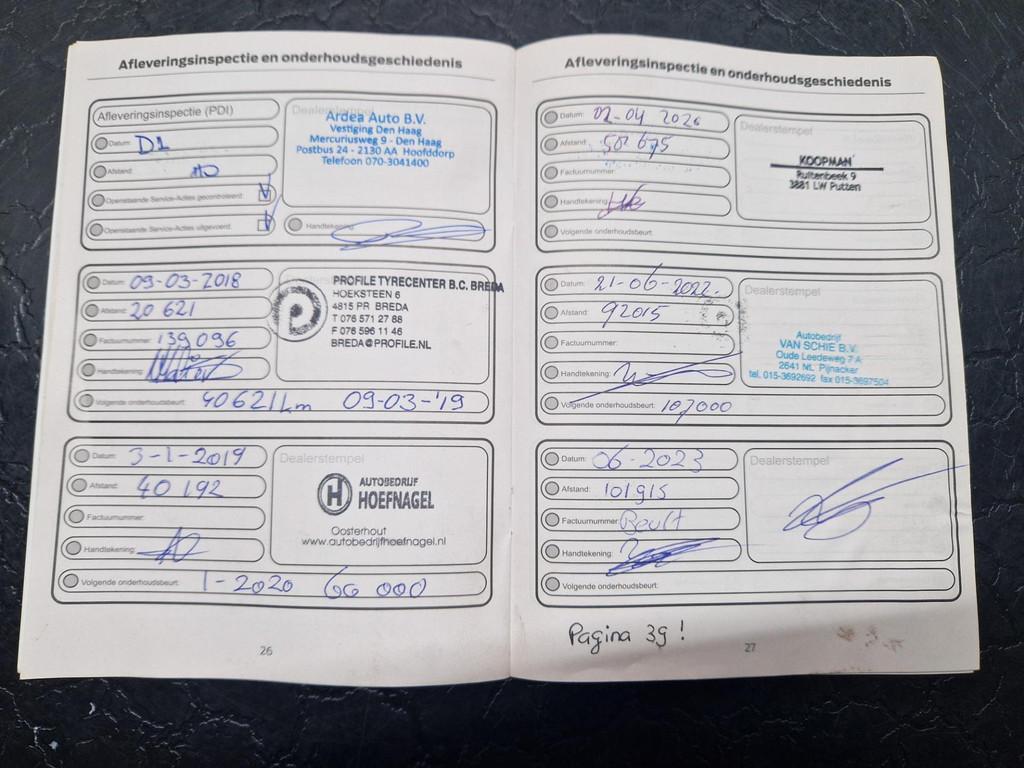 Afleveringsinspectie en onderhoudsgeschiedenis
Afleveringsinspectie (PDI)
Datum: D1
Afstand: 10
Openstaande Service-Acties gecontroleerd:
Openstaande Service-Acties uitgevoerd:
Dealerstempel
Ardea Auto B.V.
Vestiging Den Haag
Mercuriusweg 9 - Den Haag
Postbus 24 - 2130 AA Hoofddorp
Telefoon 070-3041400
Handtekening:
Datum: 09-03-2018
Afstand: 20 621
Factuurnummer: 139 096
Handtekening:
PROFILE TYRECENTER B.C. BREDA
HOEKSTEEN 6
4815 PR BREDA
T 076 571 27 88
F 076 596 11 46
BREDA@PROFILE.NL
Volgende onderhoudsbeurt: 40621 km 09-03-'19
Datum: 3-1-2019
Afstand: 40 192
Factuurnummer:
Handtekening:
Dealerstempel
H AUTOBEDRIJF
HOEFNAGEL
Oosterhout
www.autobedrijfhoefnagel.nl
Volgende onderhoudsbeurt: 1-2020 60 000
26
Afleveringsinspectie en onderhoudsgeschiedenis
Datum: 02-04 2020
Afstand:
Factuurnummer:
Handtekening:
Dealerstempel
KOOPMAN
Ruitenbeek 9
3881 LW Putten
Volgende onderhoudsbeurt:
Datum: 21-06-2022.
Afstand: 92015
Factuurnummer:
Handtekening:
Dealerstempel
Autobedrijf
VAN SCHIE B.V.
Oude Leedeweg 7 A
2641 NL Pijnacker
tel. 015-3692692 fax 015-3697504
Volgende onderhoudsbeurt: 107000
Datum: 06-2023
Afstand: 101915
Factuurnummer: Beurt
Handtekening:
Dealerstempel
Volgende onderhoudsbeurt:
Pagina 39 !
27